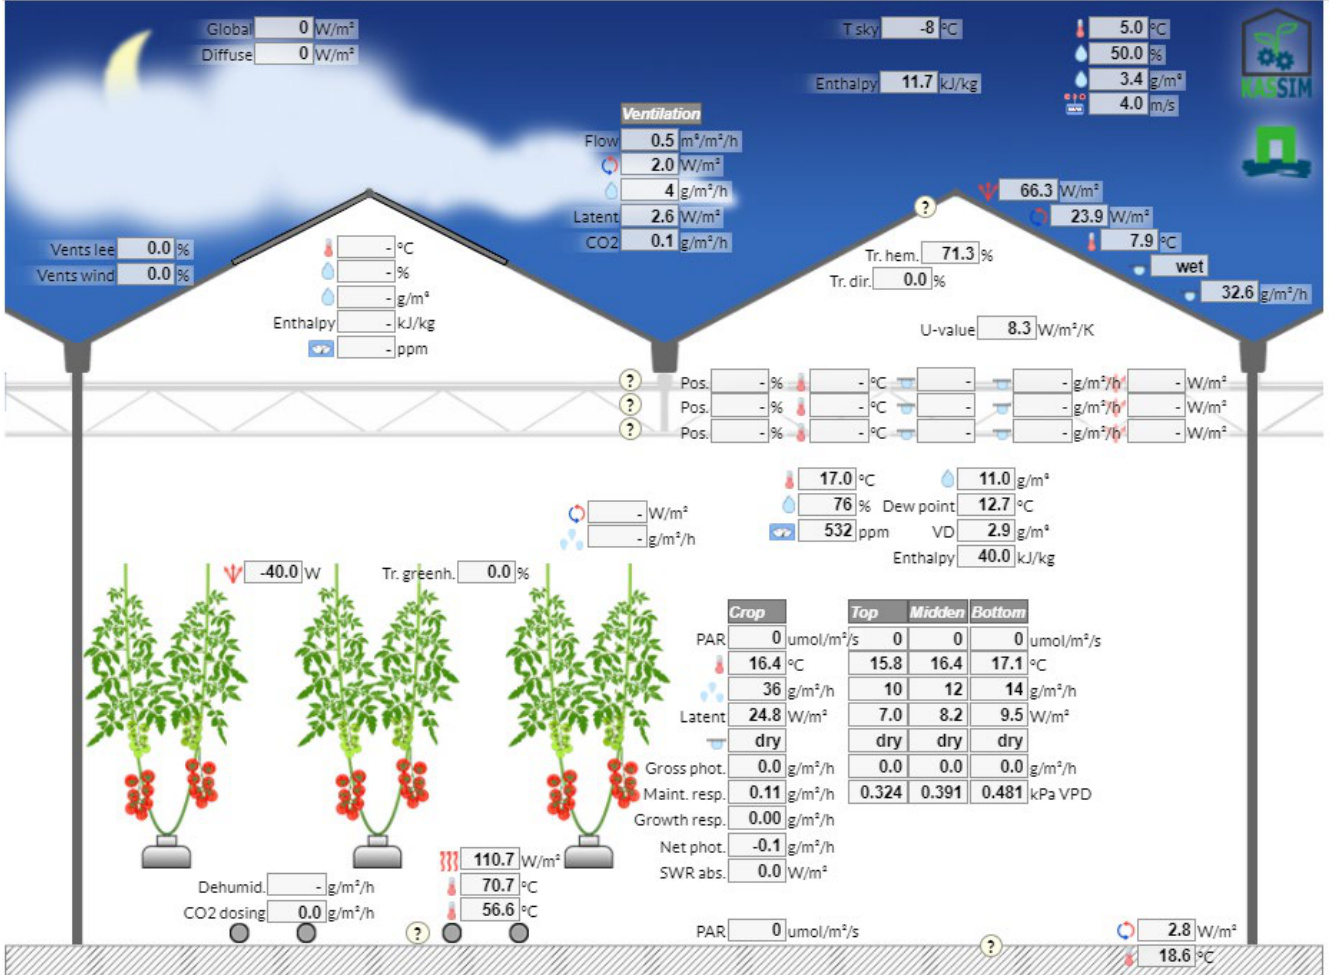 Global 0 W/m²
Diffuse 0 W/m²
T sky -8 °C
Enthalpy 11.7 kJ/kg
5.0 °C
50.0 %
3.4 g/m³
4.0 m/s
KASSIM
Ventilation
Flow 0.5 m³/m²/h
2.0 W/m²
4 g/m²/h
Latent 2.6 W/m²
CO2 0.1 g/m²/h
Vents lee 0.0 %
Vents wind 0.0 %
- °C
- %
- g/m³
Enthalpy - kJ/kg
- ppm
?
66.3 W/m²
23.9 W/m²
7.9 °C
wet
32.6 g/m²/h
Tr. hem. 71.3 %
Tr. dir. 0.0 %
U-value 8.3 W/m²/K
? Pos. - % - °C - - g/m²/h - W/m²
? Pos. - % - °C - - g/m²/h - W/m²
? Pos. - % - °C - - g/m²/h - W/m²
17.0 °C 11.0 g/m³
76 % Dew point 12.7 °C
532 ppm VD 2.9 g/m³
Enthalpy 40.0 kJ/kg
- W/m²
- g/m²/h
-40.0 W
Tr. greenh. 0.0 %
Crop Top Midden Bottom
PAR 0 umol/m²/s 0 0 0 umol/m²/s
16.4 °C 15.8 16.4 17.1 °C
36 g/m²/h 10 12 14 g/m²/h
Latent 24.8 W/m² 7.0 8.2 9.5 W/m²
dry dry dry dry
Gross phot. 0.0 g/m²/h 0.0 0.0 0.0 g/m²/h
Maint. resp. 0.11 g/m²/h 0.324 0.391 0.481 kPa VPD
Growth resp. 0.00 g/m²/h
Net phot. -0.1 g/m²/h
SWR abs. 0.0 W/m²
110.7 W/m²
70.7 °C
56.6 °C
Dehumid. - g/m²/h
CO2 dosing 0.0 g/m²/h
?
PAR 0 umol/m²/s
?
2.8 W/m²
18.6 °C